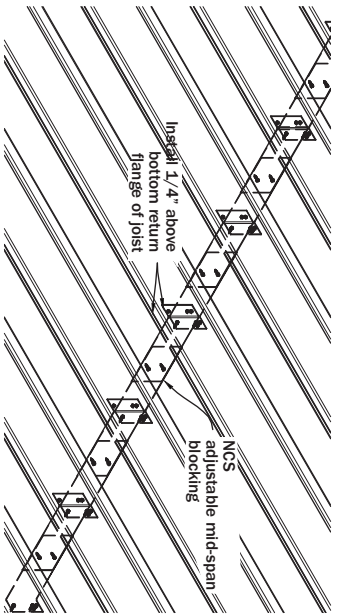 Install 1/4" above
bottom return
flange of joist
NCS
adjustable mid-span
blocking